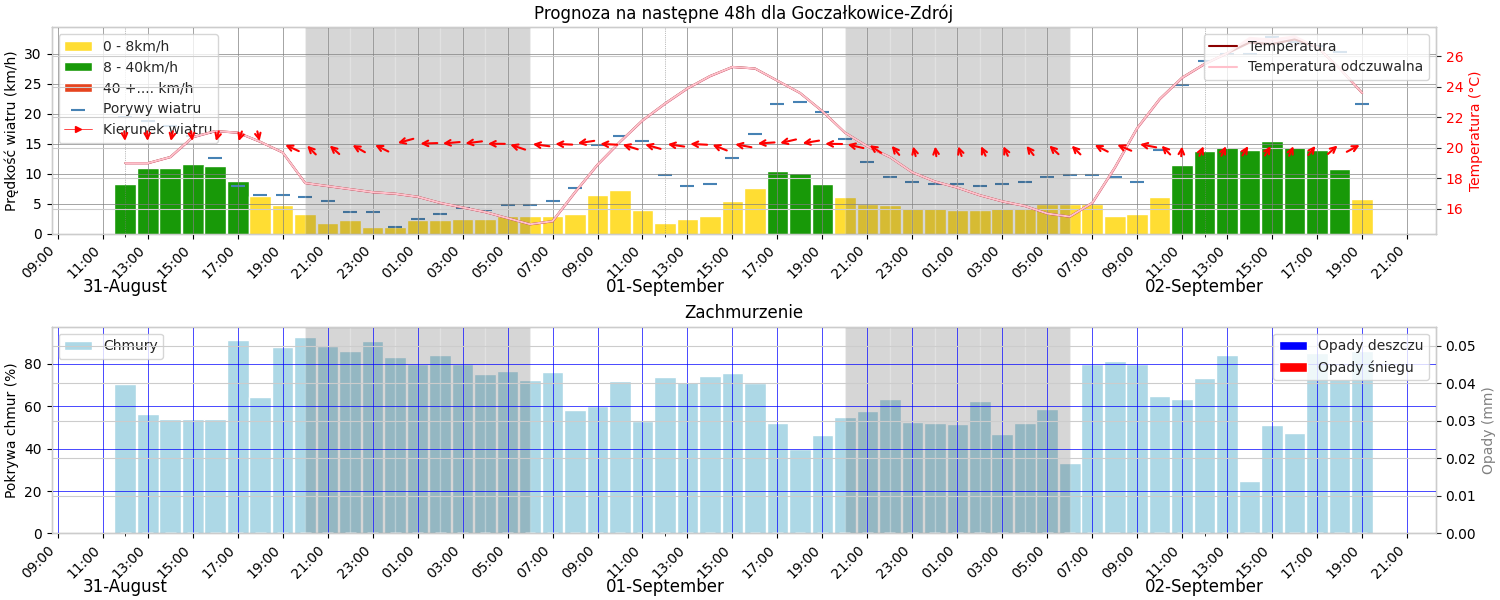 Prognoza na następne 48h dla Goczałkowice-Zdrój
Prędkość wiatru (km/h)
30
25
20
15
10
5
0
0 - 8km/h
8 - 40km/h
40 +.... km/h
Porywy wiatru
Kierunek wiatru
Temperatura
Temperatura odczuwalna
26
24
22
20
18
16
Temperatura (°C)
09:00 11:00 13:00 15:00 17:00 19:00 21:00 23:00 01:00 03:00 05:00 07:00 09:00 11:00 13:00 15:00 17:00 19:00 21:00 23:00 01:00 03:00 05:00 07:00 09:00 11:00 13:00 15:00 17:00 19:00 21:00
31-August 01-September 02-September
Zachmurzenie
Pokrywa chmur (%)
80
60
40
20
0
Chmury
Opady deszczu
Opady śniegu
0.05
0.04
0.03
0.02
0.01
0.00
Opady (mm)
09:00 11:00 13:00 15:00 17:00 19:00 21:00 23:00 01:00 03:00 05:00 07:00 09:00 11:00 13:00 15:00 17:00 19:00 21:00 23:00 01:00 03:00 05:00 07:00 09:00 11:00 13:00 15:00 17:00 19:00 21:00
31-August 01-September 02-September